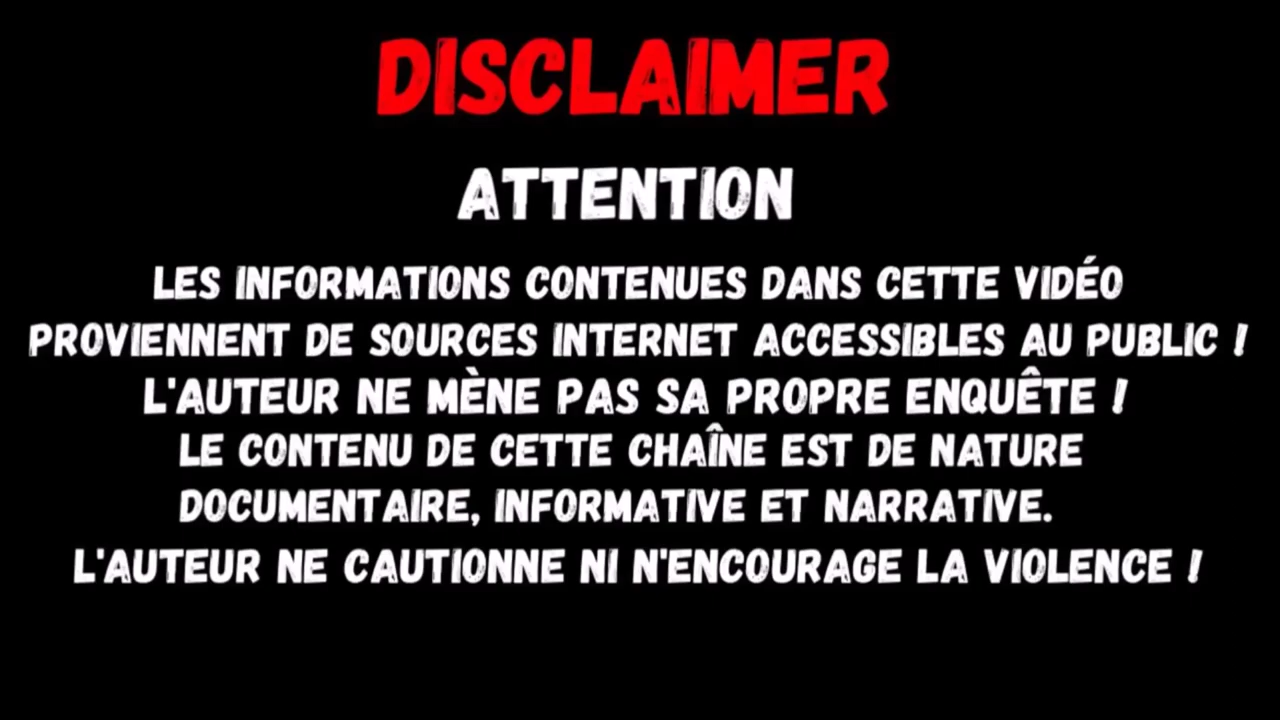 DISCLAIMER
ATTENTION
LES INFORMATIONS CONTENUES DANS CETTE VIDÉO
PROVIENNENT DE SOURCES INTERNET ACCESSIBLES AU PUBLIC !
L'AUTEUR NE MÈNE PAS SA PROPRE ENQUÊTE !
LE CONTENU DE CETTE CHAÎNE EST DE NATURE
DOCUMENTAIRE, INFORMATIVE ET NARRATIVE.
L'AUTEUR NE CAUTIONNE NI N'ENCOURAGE LA VIOLENCE !